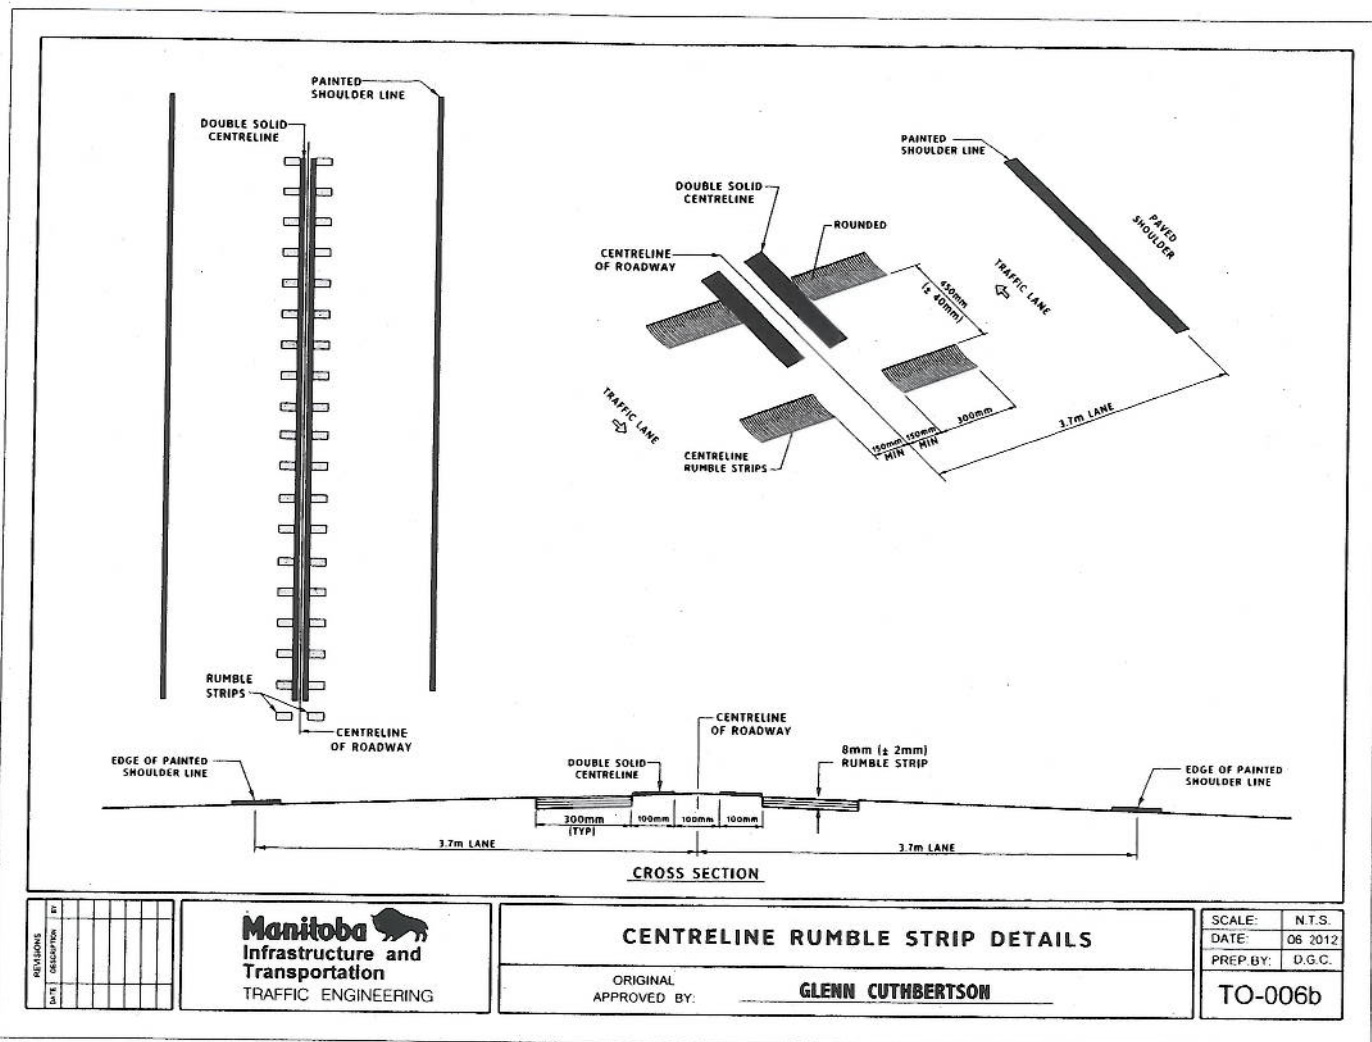 PAINTED
SHOULDER LINE
DOUBLE SOLID
CENTRELINE
RUMBLE
STRIPS
CENTRELINE
OF ROADWAY
PAINTED
SHOULDER LINE
DOUBLE SOLID
CENTRELINE
ROUNDED
CENTRELINE
OF ROADWAY
PAVED
SHOULDER
TRAFFIC LANE
450mm
(± 40mm)
TRAFFIC LANE
300mm
3.7m LANE
150mm
MIN
150mm
MIN
CENTRELINE
RUMBLE STRIPS
CENTRELINE
OF ROADWAY
EDGE OF PAINTED
SHOULDER LINE
DOUBLE SOLID
CENTRELINE
8mm (± 2mm)
RUMBLE STRIP
EDGE OF PAINTED
SHOULDER LINE
300mm
(TYP)
100mm
100mm
100mm
3.7m LANE
3.7m LANE
CROSS SECTION
REVISIONS
DATE
DESCRIPTION
BY
Manitoba
Infrastructure and
Transportation
TRAFFIC ENGINEERING
CENTRELINE RUMBLE STRIP DETAILS
ORIGINAL
APPROVED BY:
GLENN CUTHBERTSON
SCALE: N.T.S.
DATE: 06 2012
PREP.BY: D.G.C.
TO-006b